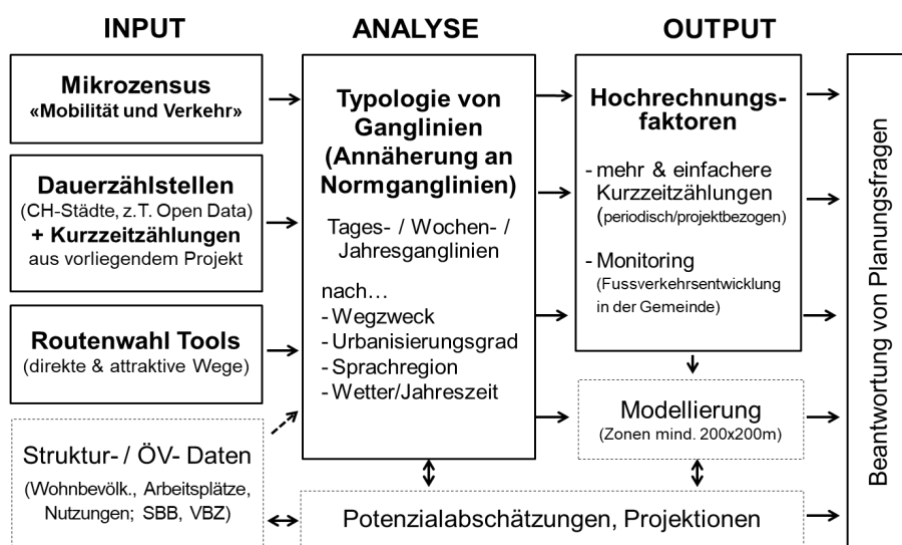 INPUT
Mikrozensus
«Mobilität und Verkehr»
Dauerzählstellen
(CH-Städte, z.T. Open Data)
+ Kurzzeitzählungen
aus vorliegendem Projekt
Routenwahl Tools
(direkte & attraktive Wege)
Struktur- / ÖV- Daten
(Wohnbevölk., Arbeitsplätze,
Nutzungen; SBB, VBZ)
ANALYSE
Typologie von
Ganglinien
(Annäherung an
Normganglinien)
Tages- / Wochen- /
Jahresganglinien
nach…
- Wegzweck
- Urbanisierungsgrad
- Sprachregion
- Wetter/Jahreszeit
OUTPUT
Hochrechnungs-
faktoren
- mehr & einfachere
Kurzzeitzählungen
(periodisch/projektbezogen)
- Monitoring
(Fussverkehrsentwicklung
in der Gemeinde)
Modellierung
(Zonen mind. 200x200m)
Potenzialabschätzungen, Projektionen
Beantwortung von Planungsfragen